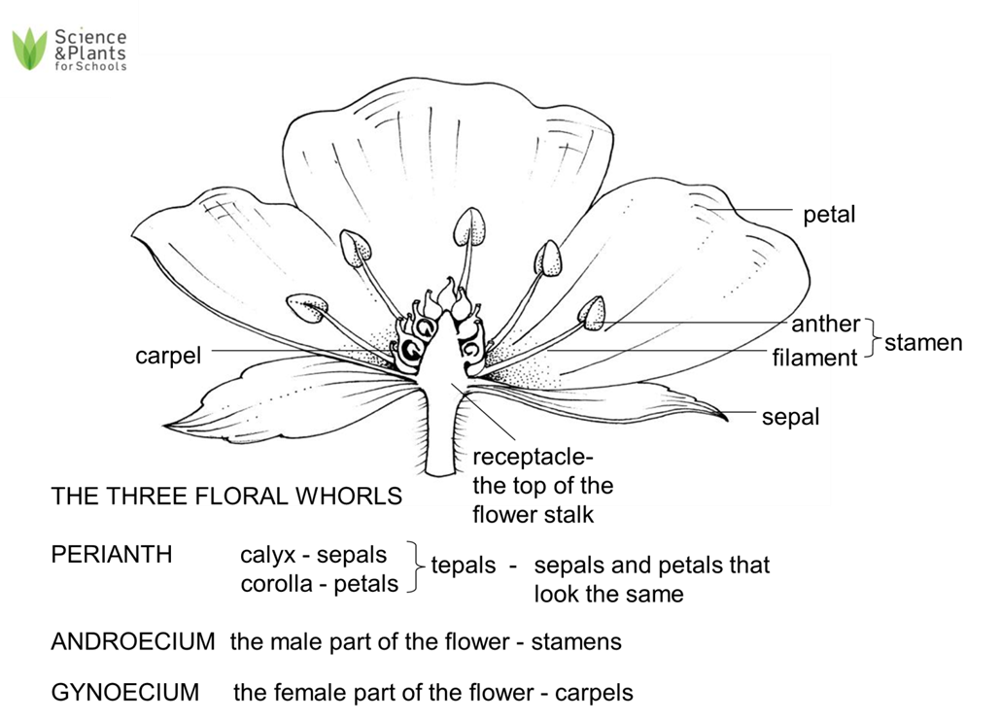 Science
&Plants
for Schools
petal
anther
stamen
filament
carpel
sepal
receptacle-
the top of the
flower stalk
THE THREE FLORAL WHORLS
PERIANTH calyx - sepals
corolla - petals
tepals - sepals and petals that
look the same
ANDROECIUM the male part of the flower - stamens
GYNOECIUM the female part of the flower - carpels